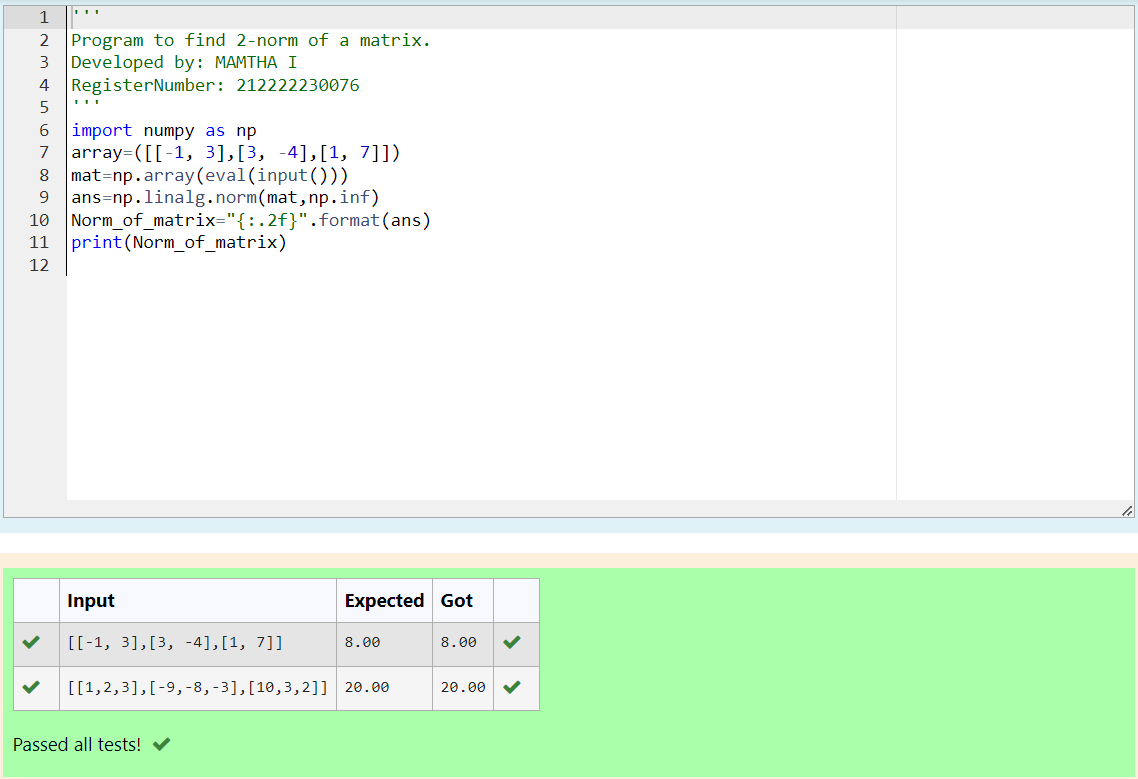 1 '''
2 Program to find 2-norm of a matrix.
3 Developed by: MAMTHA I
4 RegisterNumber: 212222230076
5 '''
6 import numpy as np
7 array=([[-1, 3],[3, -4],[1, 7]])
8 mat=np.array(eval(input()))
9 ans=np.linalg.norm(mat,np.inf)
10 Norm_of_matrix="{:.2f}".format(ans)
11 print(Norm_of_matrix)
12
Input Expected Got
[[-1, 3],[3, -4],[1, 7]] 8.00 8.00
[[1,2,3],[-9,-8,-3],[10,3,2]] 20.00 20.00
Passed all tests!